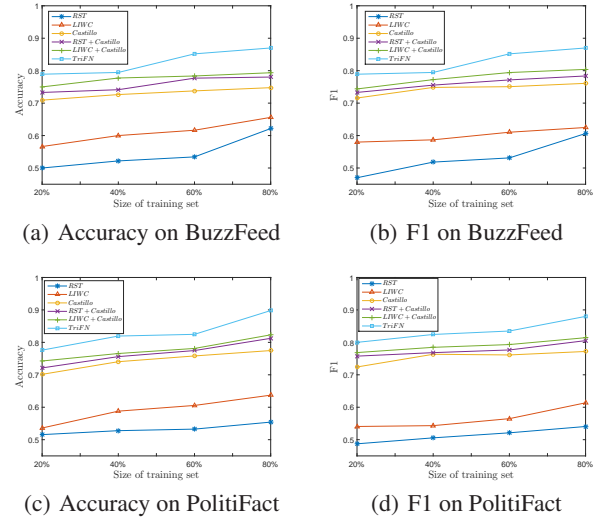 1
0.9
0.8
0.7
0.6
0.5
Accuracy
20% 40% 60% 80%
Size of training set
RST
LIWC
Castillo
RST + Castillo
LIWC + Castillo
TriFN
(a) Accuracy on BuzzFeed
1
0.9
0.8
0.7
0.6
0.5
F1
20% 40% 60% 80%
Size of training set
RST
LIWC
Castillo
RST + Castillo
LIWC + Castillo
TriFN
(b) F1 on BuzzFeed
1
0.9
0.8
0.7
0.6
0.5
Accuracy
20% 40% 60% 80%
Size of training set
RST
LIWC
Castillo
RST + Castillo
LIWC + Castillo
TriFN
(c) Accuracy on PolitiFact
1
0.9
0.8
0.7
0.6
0.5
F1
20% 40% 60% 80%
Size of training set
RST
LIWC
Castillo
RST + Castillo
LIWC + Castillo
TriFN
(d) F1 on PolitiFact